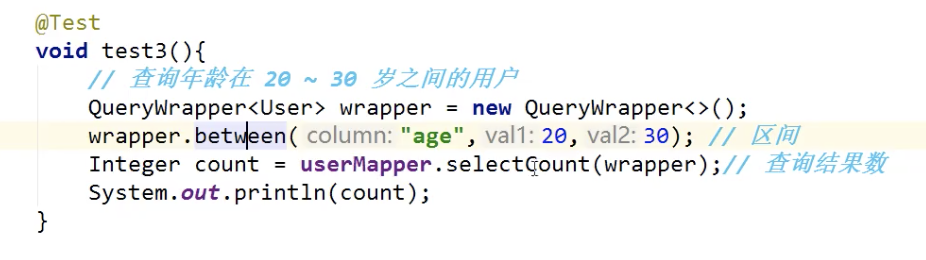 @Test
void test3(){
// 查询年龄在 20 ~ 30 岁之间的用户
QueryWrapper<User> wrapper = new QueryWrapper<>();
wrapper.between( column: "age", val1: 20, val2: 30); // 区间
Integer count = userMapper.selectCount(wrapper);// 查询结果数
System.out.println(count);
}